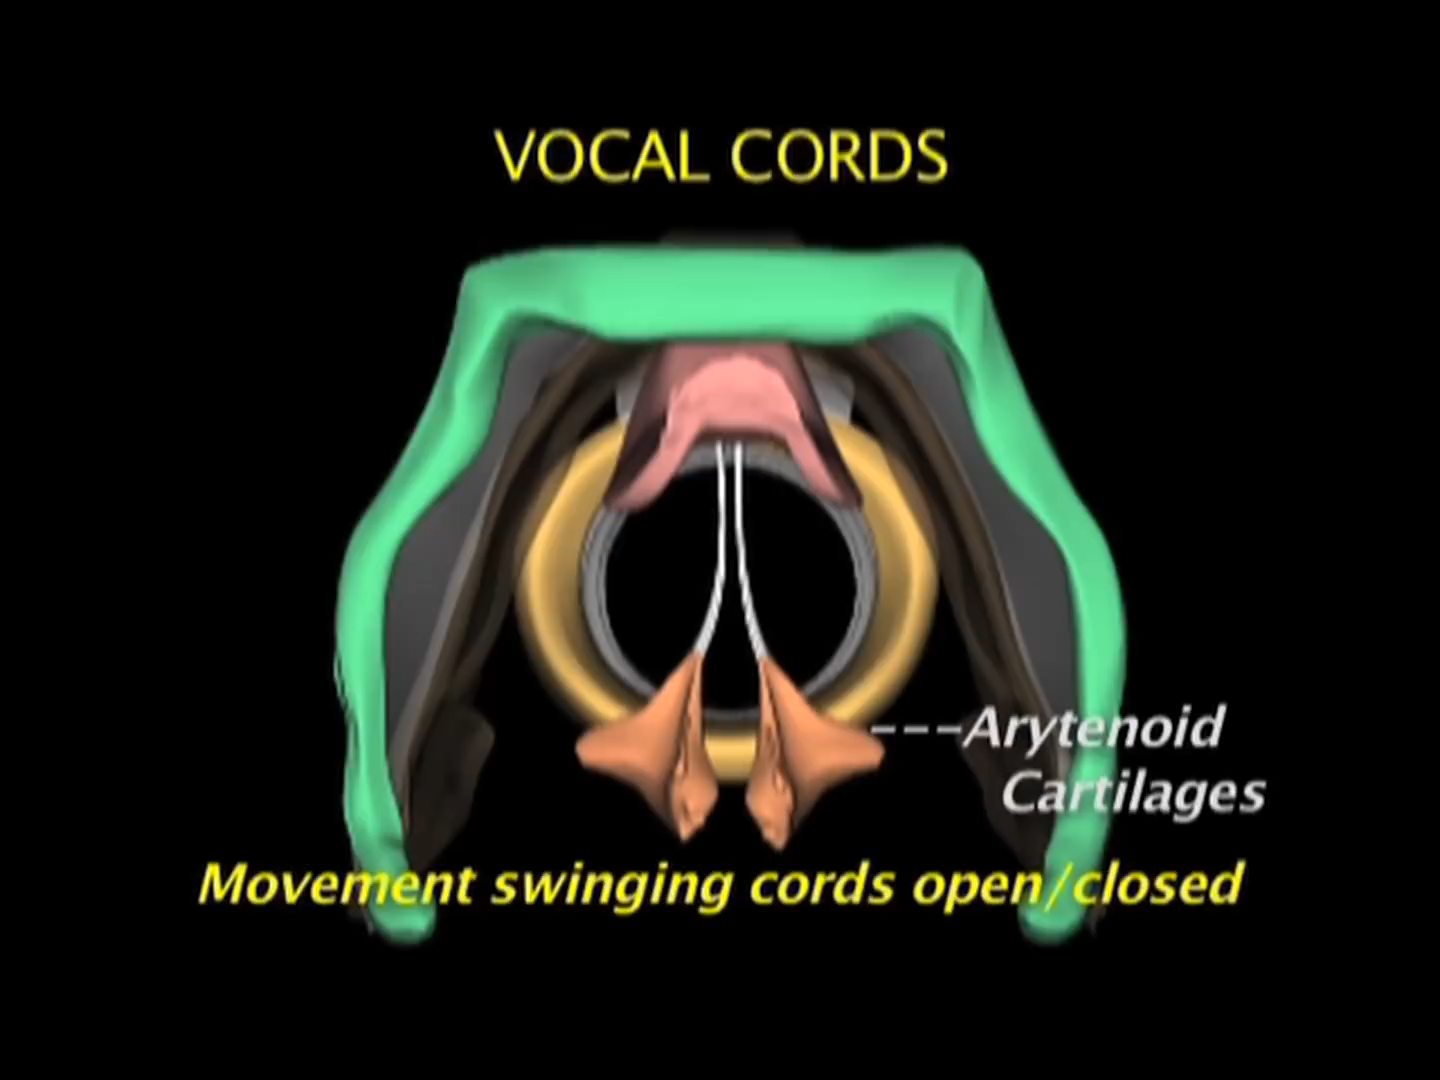 VOCAL CORDS
---Arytenoid
Cartilages
Movement swinging cords open/closed